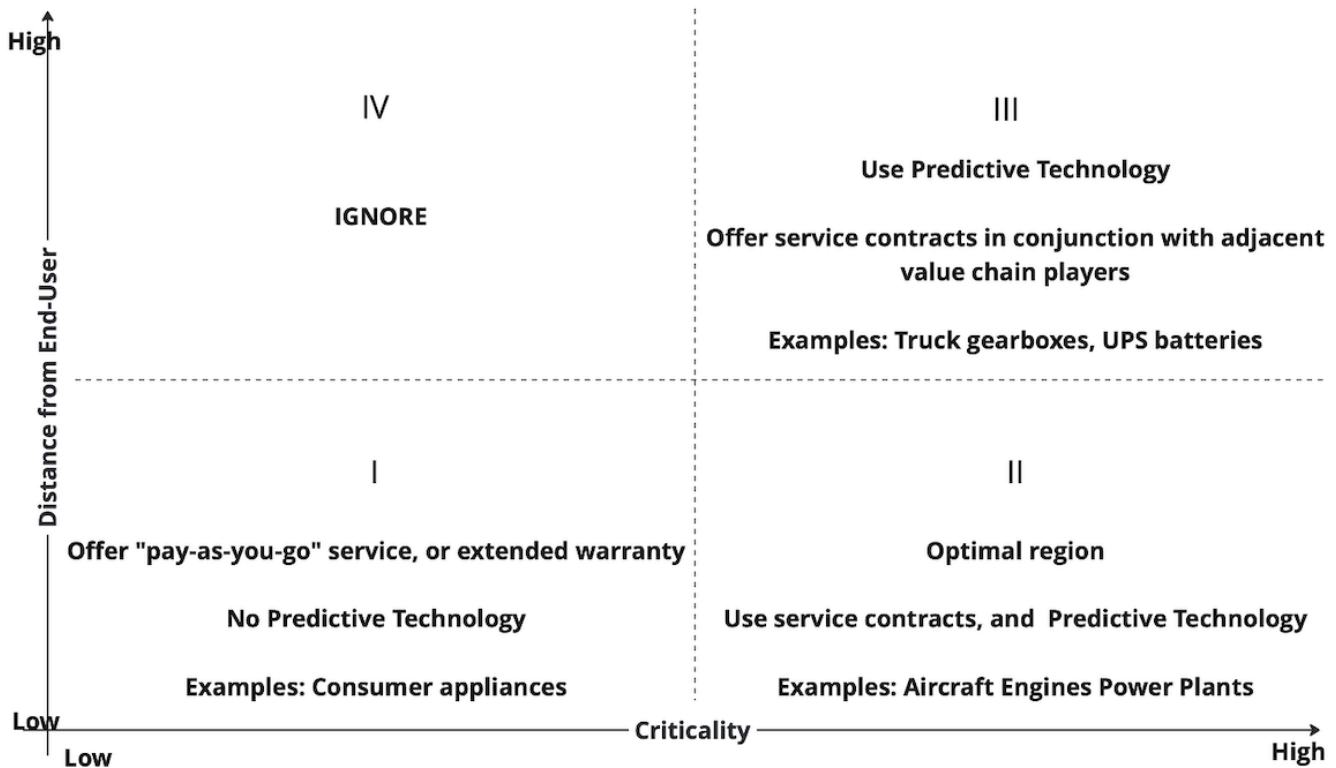 High
IV
IGNORE
III
Use Predictive Technology
Offer service contracts in conjunction with adjacent
value chain players
Examples: Truck gearboxes, UPS batteries
Distance from End-User
I
Offer "pay-as-you-go" service, or extended warranty
No Predictive Technology
Examples: Consumer appliances
II
Optimal region
Use service contracts, and Predictive Technology
Examples: Aircraft Engines Power Plants
Low
Criticality
Low
High